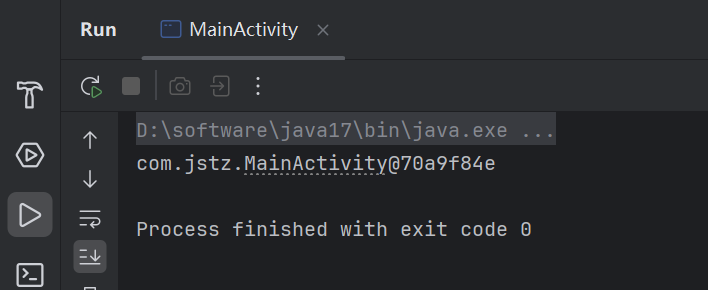 Run MainActivity
D:\software\java17\bin\java.exe ...
com.jstz.MainActivity@70a9f84e
Process finished with exit code 0